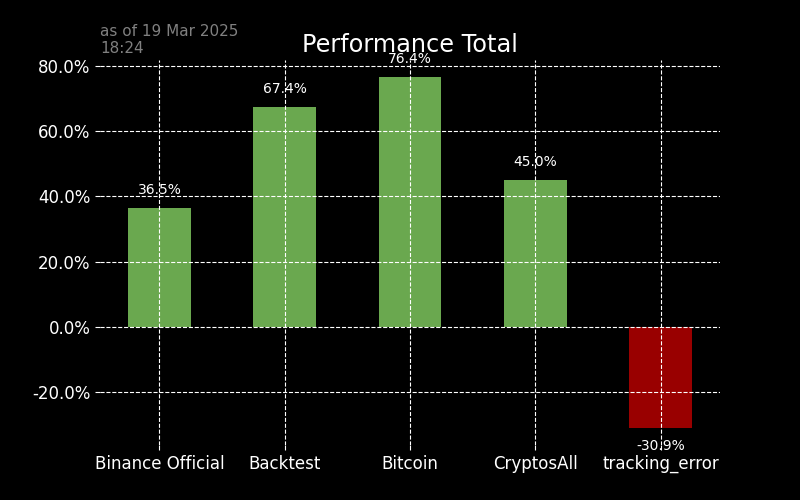 as of 19 Mar 2025
18:24
Performance Total
80.0%
60.0%
40.0%
20.0%
0.0%
-20.0%
36.5%
67.4%
76.4%
45.0%
-30.9%
Binance Official
Backtest
Bitcoin
CryptosAll
tracking_error